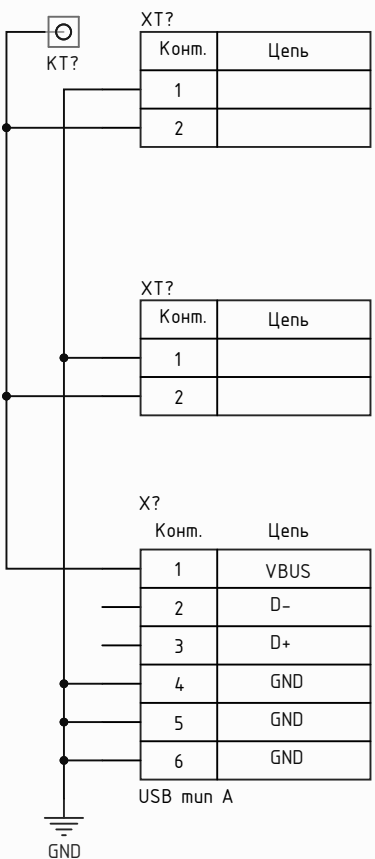 XT?
KT?
Конт. Цепь
1
2
XT?
Конт. Цепь
1
2
X?
Конт. Цепь
1 VBUS
2 D-
3 D+
4 GND
5 GND
6 GND
USB тип A
GND